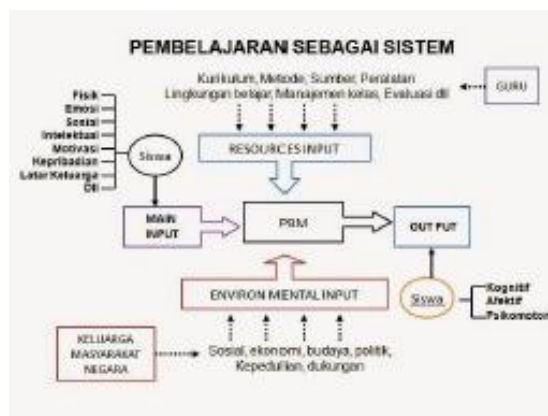 PEMBELAJARAN SEBAGAI SISTEM
Kurikulum, Metode, Sumber, Peralatan
Lingkungan belajar, Manajemen kelas, Evaluasi dll
GURU
Fisik
Emosi
Sosial
Intelektual
Motivasi
Kepribadian
Latar Keluarga
Dll
Siswa
RESOURCES INPUT
MAIN
INPUT
PBM
OUT PUT
ENVIRON MENTAL INPUT
Siswa
Kognitif
Afektif
Psikomotor
KELUARGA
MASYARAKAT
NEGARA
Sosial, ekonomi, budaya, politik,
Kepedulian, dukungan